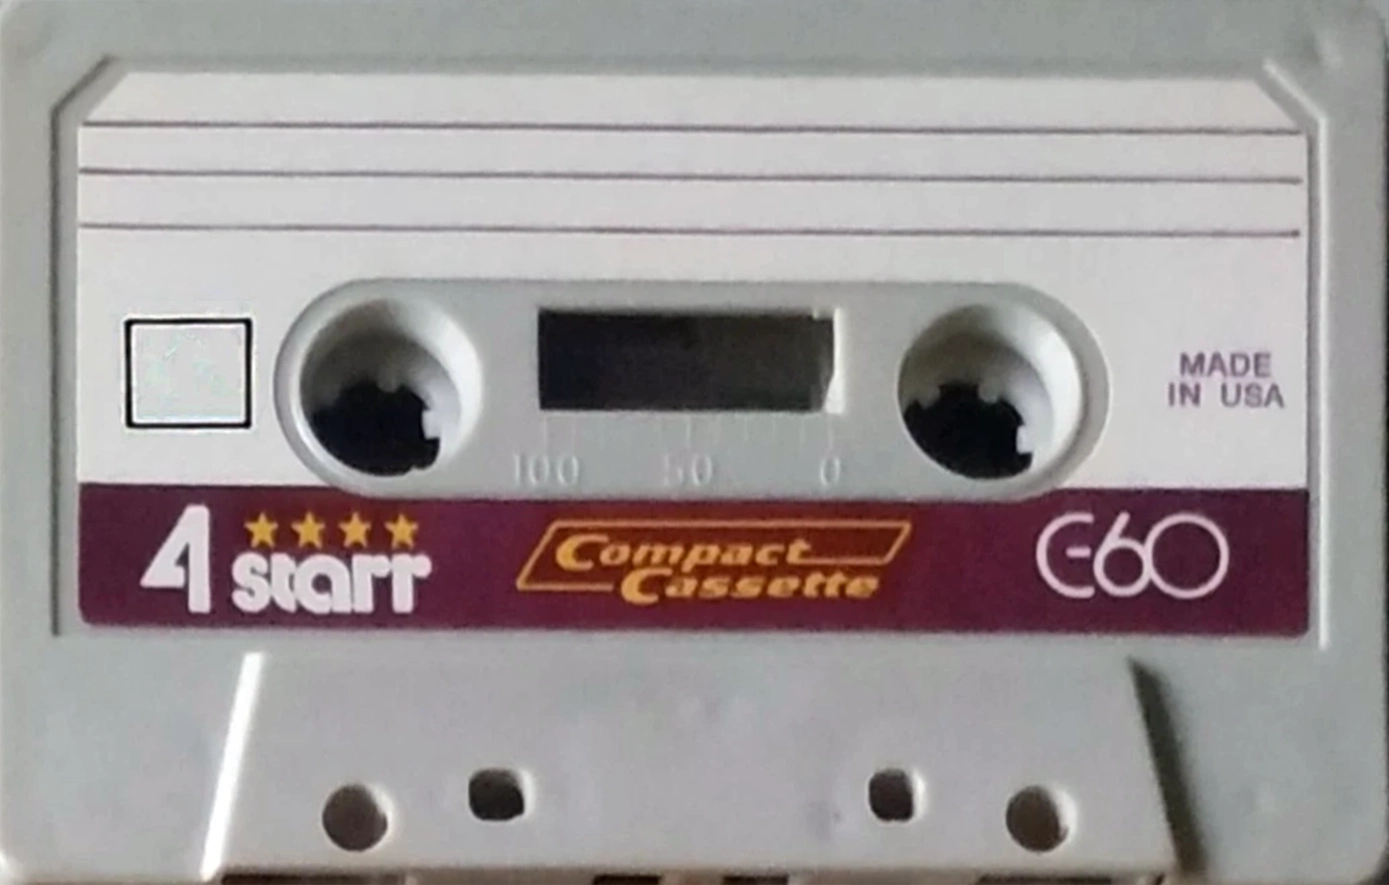 MADE
IN USA
100 50 0
4 starr
Compact
Cassette
C-60